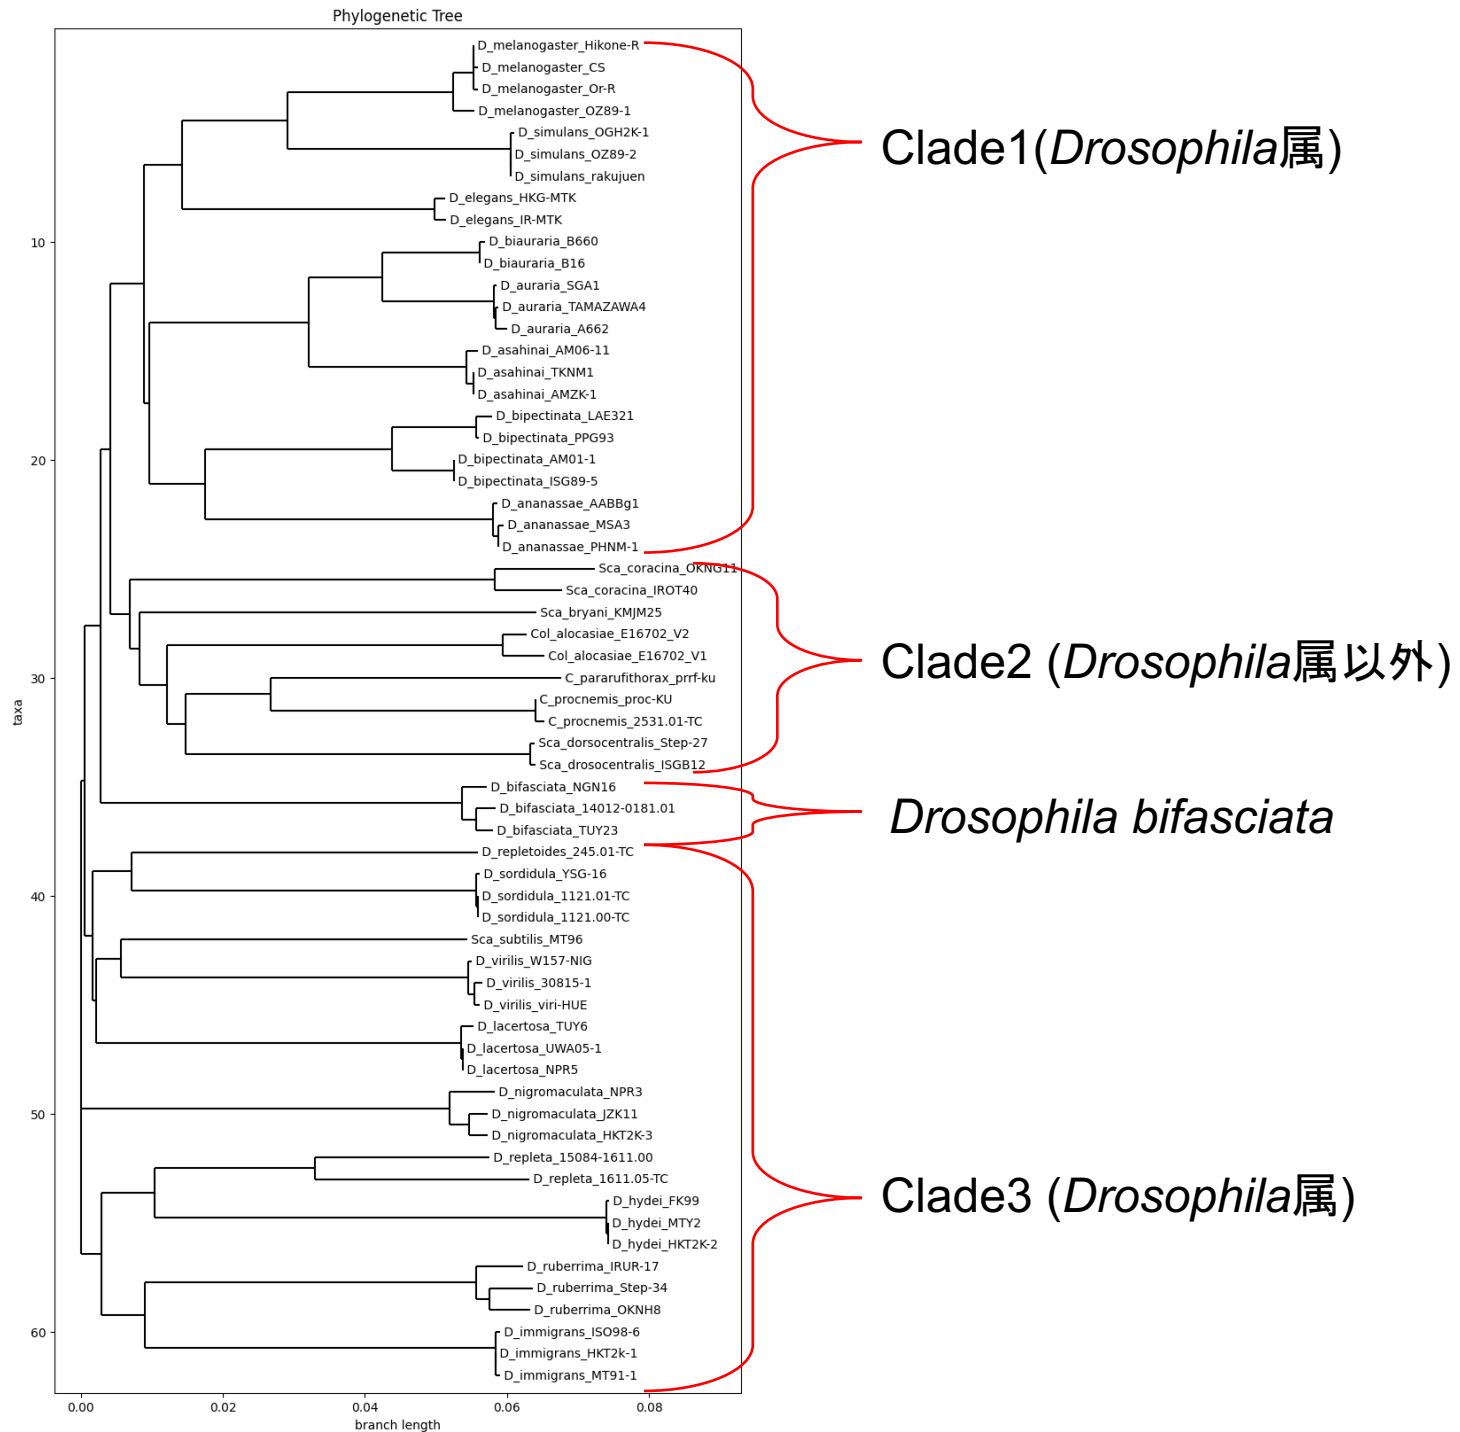 Phylogenetic Tree
D_melanogaster_Hikone-R
D_melanogaster_CS
D_melanogaster_Or-R
D_melanogaster_OZ89-1
D_simulans_OGH2K-1
D_simulans_OZ89-2
D_simulans_rakujuen
D_elegans_HKG-MTK
D_elegans_IR-MTK
D_biauraria_B660
D_biauraria_B16
D_auraria_SGA1
D_auraria_TAMAZAWA4
D_auraria_A662
D_asahinai_AM06-11
D_asahinai_TKNM1
D_asahinai_AMZK-1
D_bipectinata_LAE321
D_bipectinata_PPG93
D_bipectinata_AM01-1
D_bipectinata_ISG89-5
D_ananassae_AABBg1
D_ananassae_MSA3
D_ananassae_PHNM-1
Sca_coracina_OKNG11
Sca_coracina_IROT40
Sca_bryani_KMJM25
Col_alocasiae_E16702_V2
Col_alocasiae_E16702_V1
C_pararufithorax_prrf-ku
C_procnemis_proc-KU
C_procnemis_2531.01-TC
Sca_dorsocentralis_Step-27
Sca_drosocentralis_ISGB12
D_bifasciata_NGN16
D_bifasciata_14012-0181.01
D_bifasciata_TUY23
D_repletoides_245.01-TC
D_sordidula_YSG-16
D_sordidula_1121.01-TC
D_sordidula_1121.00-TC
Sca_subtilis_MT96
D_virilis_W157-NIG
D_virilis_30815-1
D_virilis_viri-HUE
D_lacertosa_TUY6
D_lacertosa_UWA05-1
D_lacertosa_NPR5
D_nigromaculata_NPR3
D_nigromaculata_JZK11
D_nigromaculata_HKT2K-3
D_repleta_15084-1611.00
D_repleta_1611.05-TC
D_hydei_FK99
D_hydei_MTY2
D_hydei_HKT2K-2
D_ruberrima_IRUR-17
D_ruberrima_Step-34
D_ruberrima_OKNH8
D_immigrans_ISO98-6
D_immigrans_HKT2k-1
D_immigrans_MT91-1
10
20
30
40
50
60
taxa
0.00
0.02
0.04
0.06
0.08
branch length
Clade1(Drosophila属)
Clade2 (Drosophila属以外)
Drosophila bifasciata
Clade3 (Drosophila属)